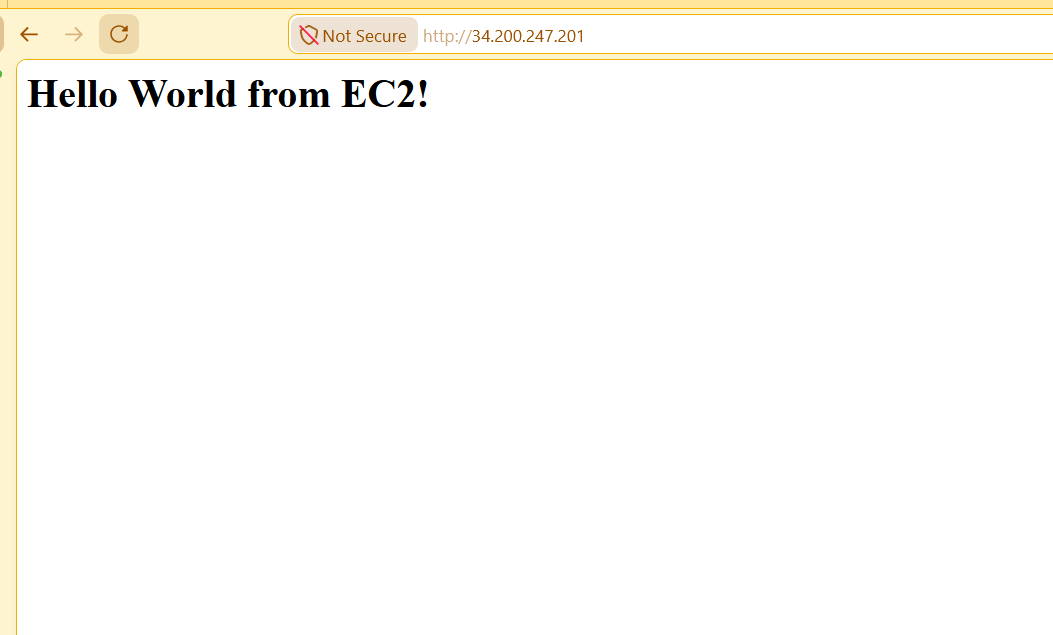 Not Secure http://34.200.247.201
Hello World from EC2!